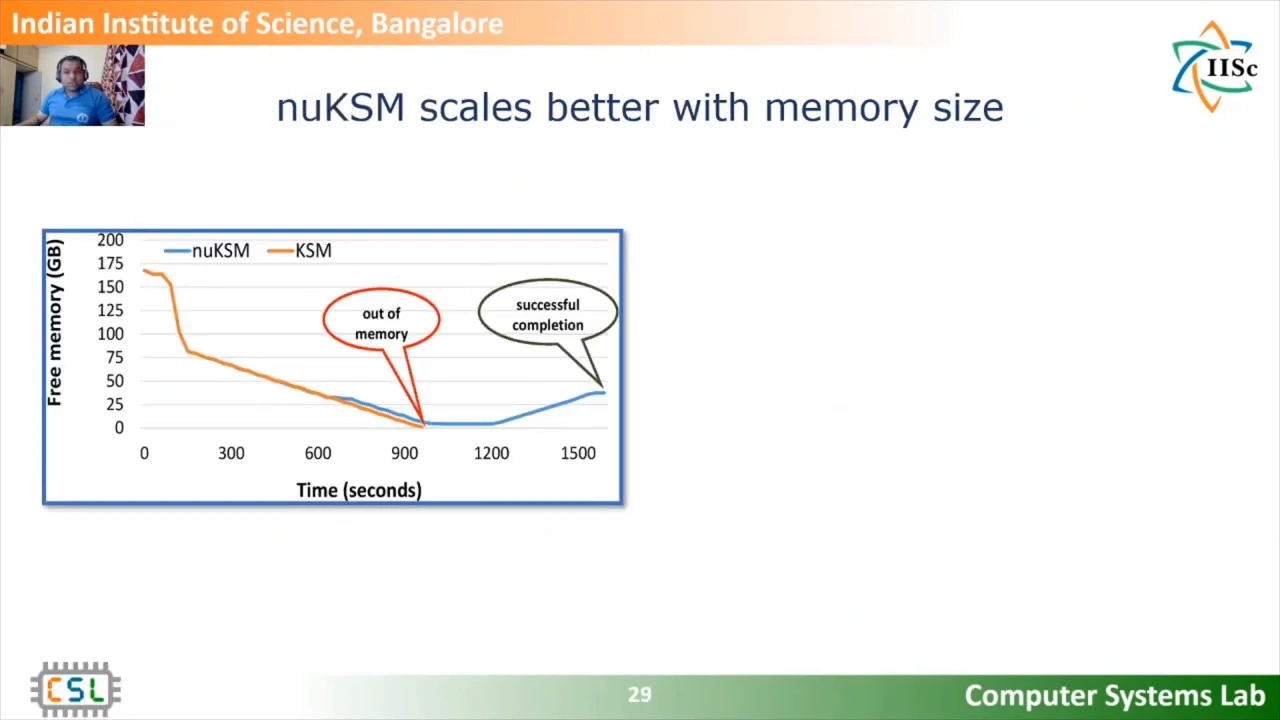 Indian Institute of Science, Bangalore
IISc
nuKSM scales better with memory size
Free memory (GB)
200
175
150
125
100
75
50
25
0
nuKSM
KSM
out of
memory
successful
completion
0 300 600 900 1200 1500
Time (seconds)
CSL
29
Computer Systems Lab